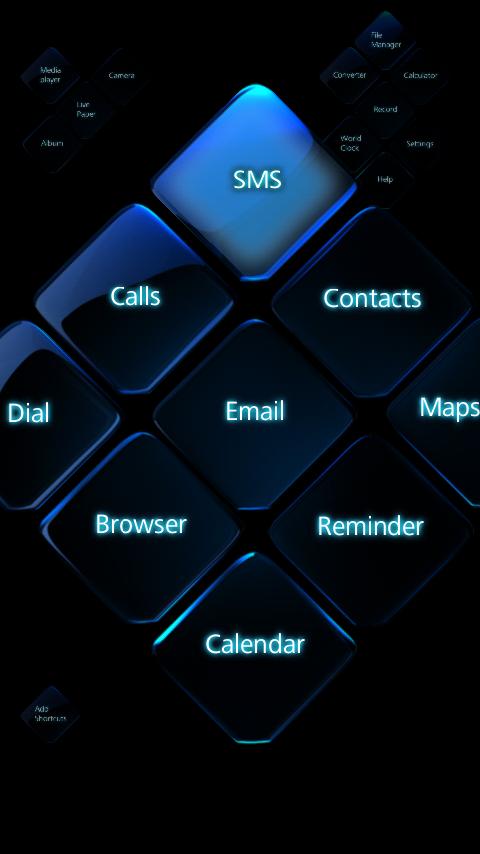 File
Manager
Media
player
Camera
Converter
Calculator
Live
Paper
Record
Album
World
Clock
Settings
Help
SMS
Calls
Contacts
Dial
Email
Maps
Browser
Reminder
Calendar
Add
Shortcuts